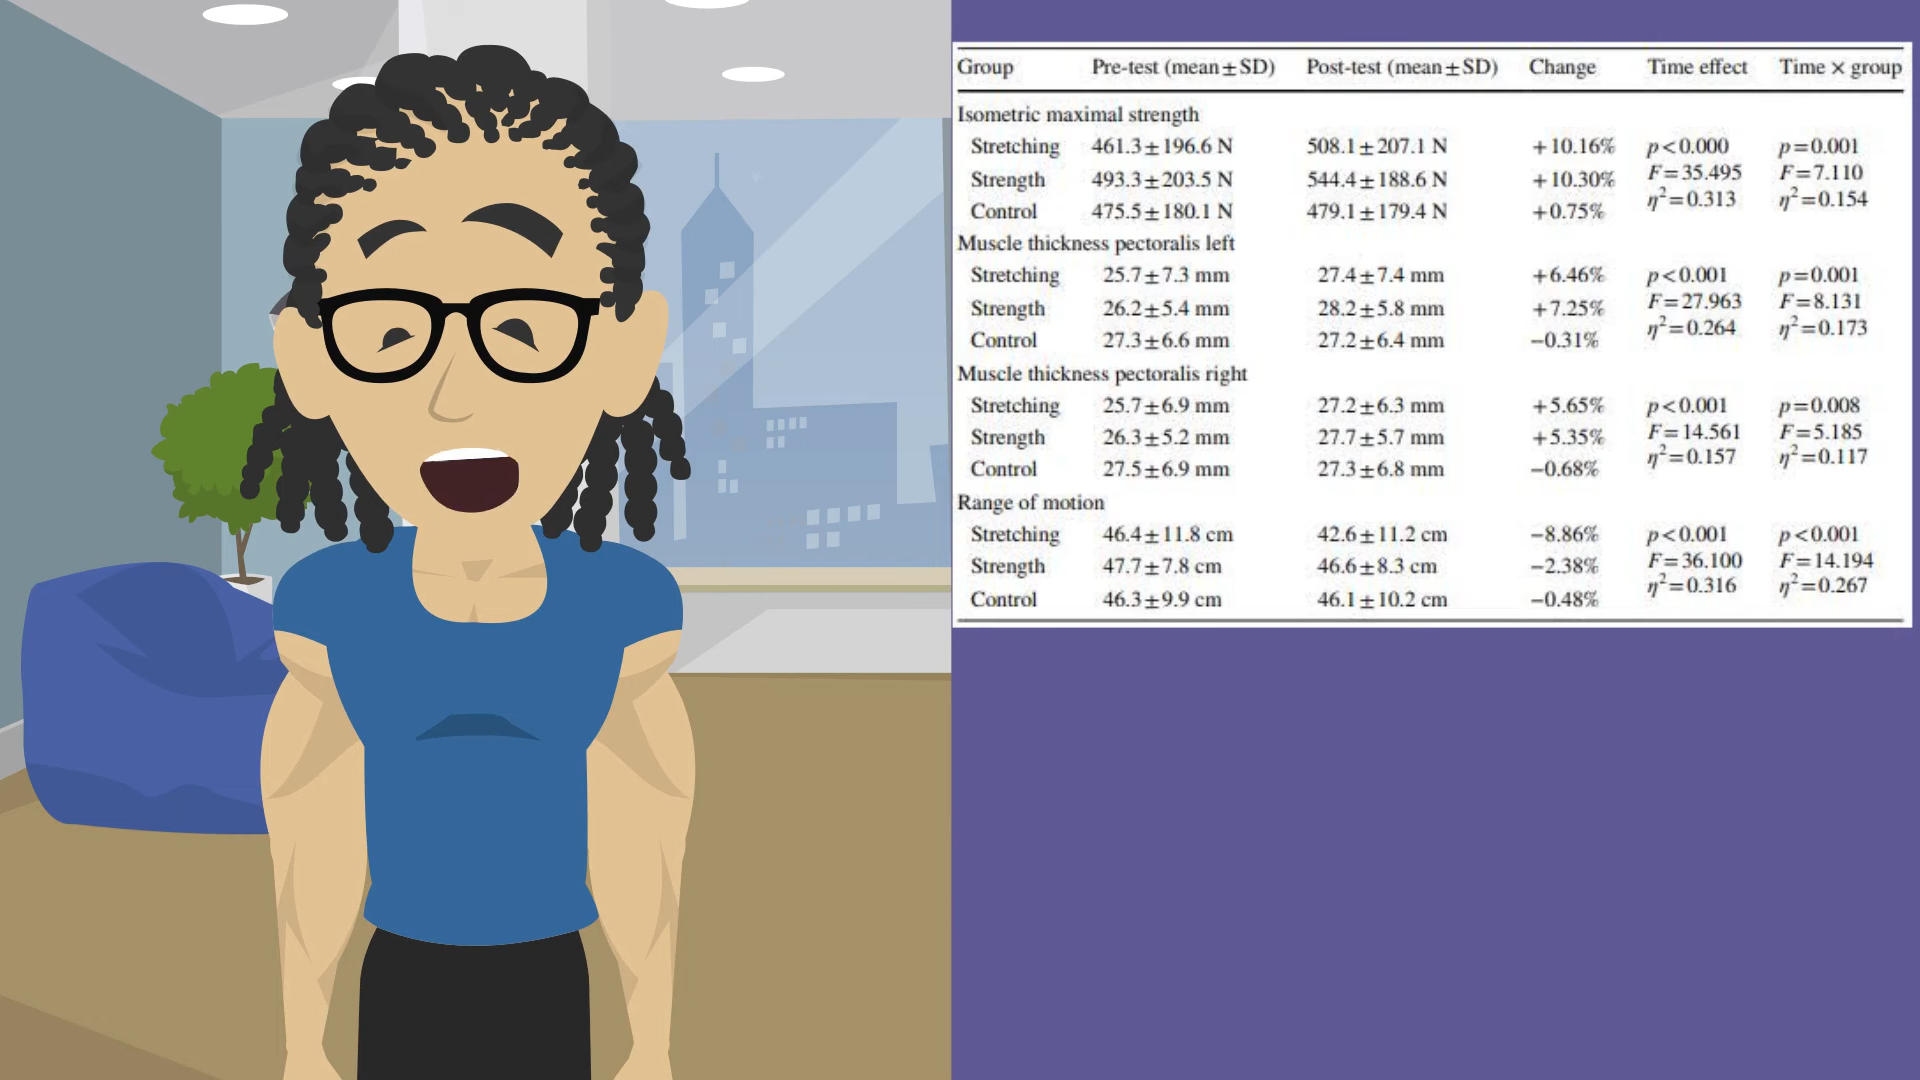 Group Pre-test (mean ± SD) Post-test (mean ± SD) Change Time effect Time × group
Isometric maximal strength
Stretching 461.3 ± 196.6 N 508.1 ± 207.1 N +10.16% p<0.000 p=0.001
F=35.495 F=7.110
Strength 493.3 ± 203.5 N 544.4 ± 188.6 N +10.30%
η²=0.313 η²=0.154
Control 475.5 ± 180.1 N 479.1 ± 179.4 N +0.75%
Muscle thickness pectoralis left
Stretching 25.7 ± 7.3 mm 27.4 ± 7.4 mm +6.46% p<0.001 p=0.001
F=27.963 F=8.131
Strength 26.2 ± 5.4 mm 28.2 ± 5.8 mm +7.25%
η²=0.264 η²=0.173
Control 27.3 ± 6.6 mm 27.2 ± 6.4 mm −0.31%
Muscle thickness pectoralis right
Stretching 25.7 ± 6.9 mm 27.2 ± 6.3 mm +5.65% p<0.001 p=0.008
F=14.561 F=5.185
Strength 26.3 ± 5.2 mm 27.7 ± 5.7 mm +5.35%
η²=0.157 η²=0.117
Control 27.5 ± 6.9 mm 27.3 ± 6.8 mm −0.68%
Range of motion
Stretching 46.4 ± 11.8 cm 42.6 ± 11.2 cm −8.86% p<0.001 p<0.001
F=36.100 F=14.194
Strength 47.7 ± 7.8 cm 46.6 ± 8.3 cm −2.38%
η²=0.316 η²=0.267
Control 46.3 ± 9.9 cm 46.1 ± 10.2 cm −0.48%